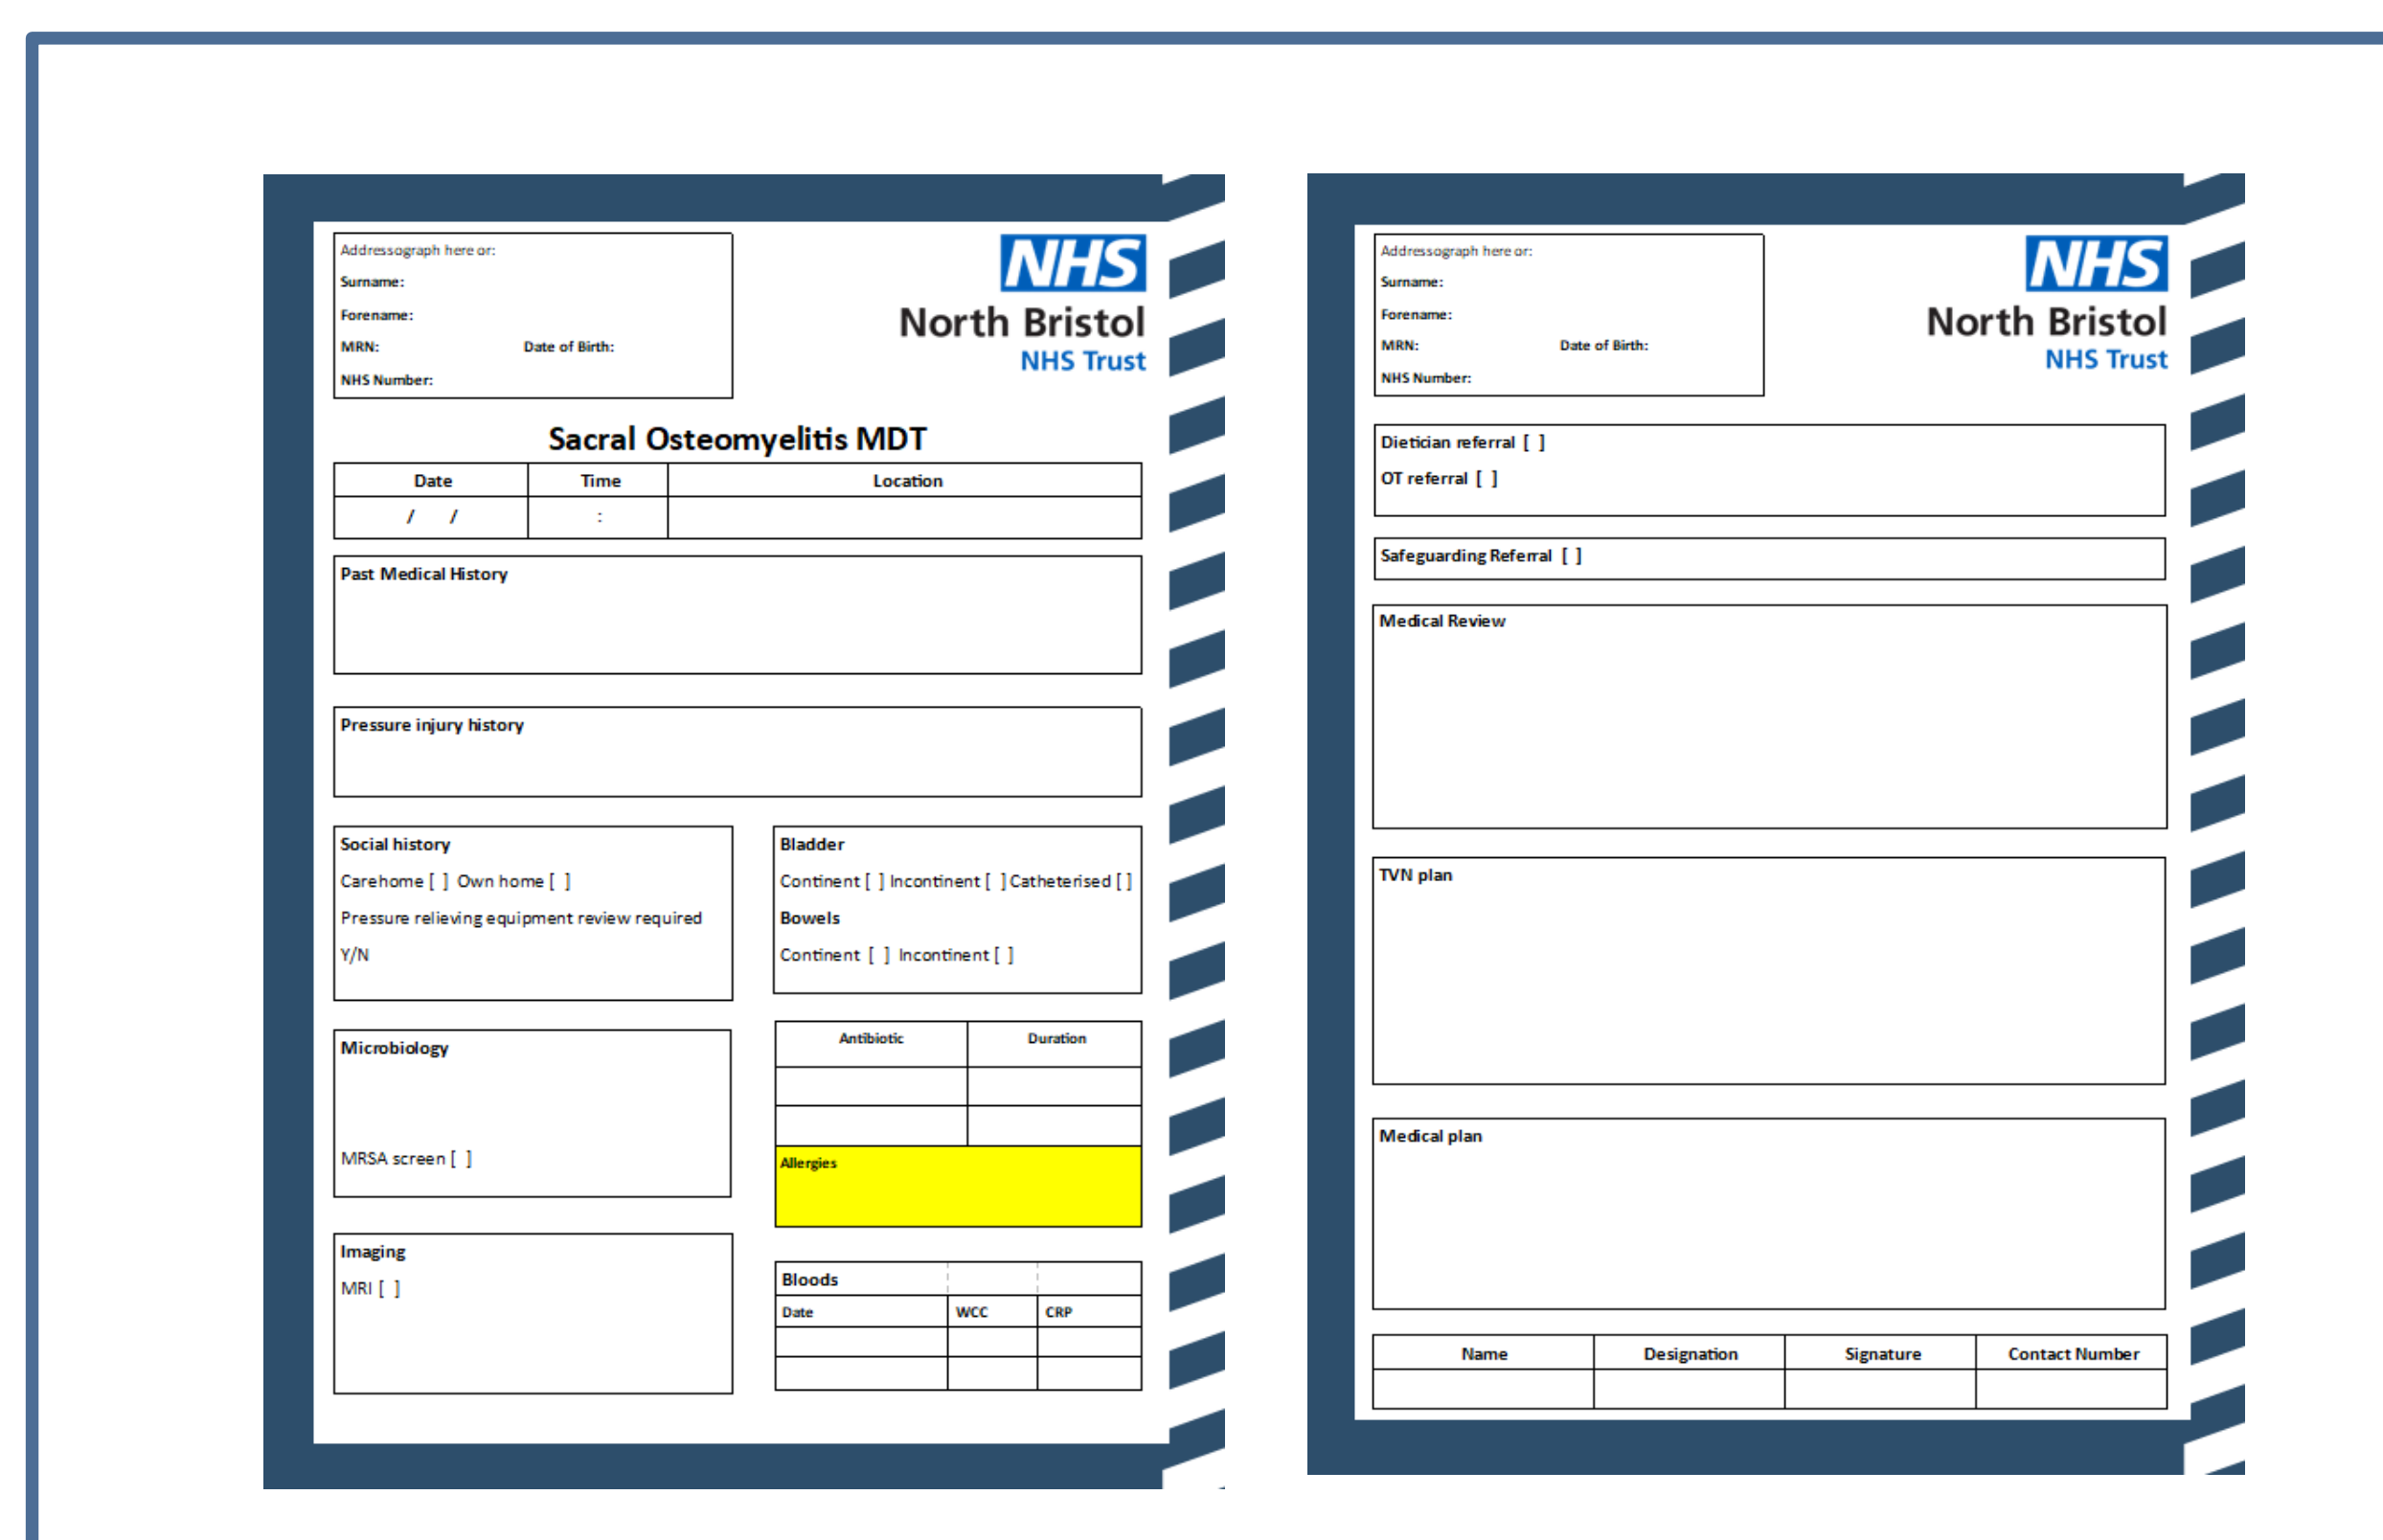 Addressograph here or:
Surname:
Forename:
MRN: Date of Birth:
NHS Number:
NHS
North Bristol
NHS Trust
Sacral Osteomyelitis MDT
Date Time Location
/ / :
Past Medical History
Pressure injury history
Social history
Carehome [ ] Own home [ ]
Pressure relieving equipment review required
Y/N
Bladder
Continent [ ] Incontinent [ ] Catheterised [ ]
Bowels
Continent [ ] Incontinent [ ]
Microbiology
MRSA screen [ ]
Antibiotic Duration
Allergies
Imaging
MRI [ ]
Bloods
Date WCC CRP
Addressograph here or:
Surname:
Forename:
MRN: Date of Birth:
NHS Number:
NHS
North Bristol
NHS Trust
Dietician referral [ ]
OT referral [ ]
Safeguarding Referral [ ]
Medical Review
TVN plan
Medical plan
Name Designation Signature Contact Number